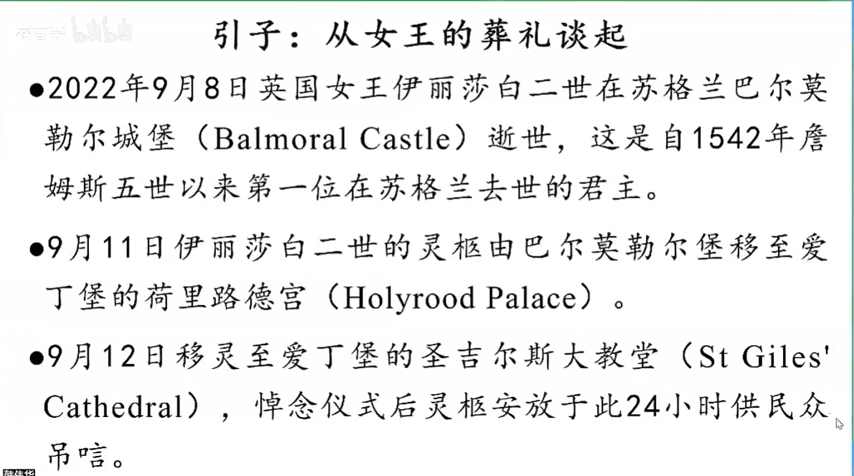 引子：从女王的葬礼谈起
●2022年9月8日英国女王伊丽莎白二世在苏格兰巴尔莫
勒尔城堡（Balmoral Castle）逝世，这是自1542年詹
姆斯五世以来第一位在苏格兰去世的君主。
●9月11日伊丽莎白二世的灵柩由巴尔莫勒尔堡移至爱
丁堡的荷里路德宫（Holyrood Palace）。
●9月12日移灵至爱丁堡的圣吉尔斯大教堂（St Giles'
Cathedral），悼念仪式后灵柩安放于此24小时供民众
吊唁。